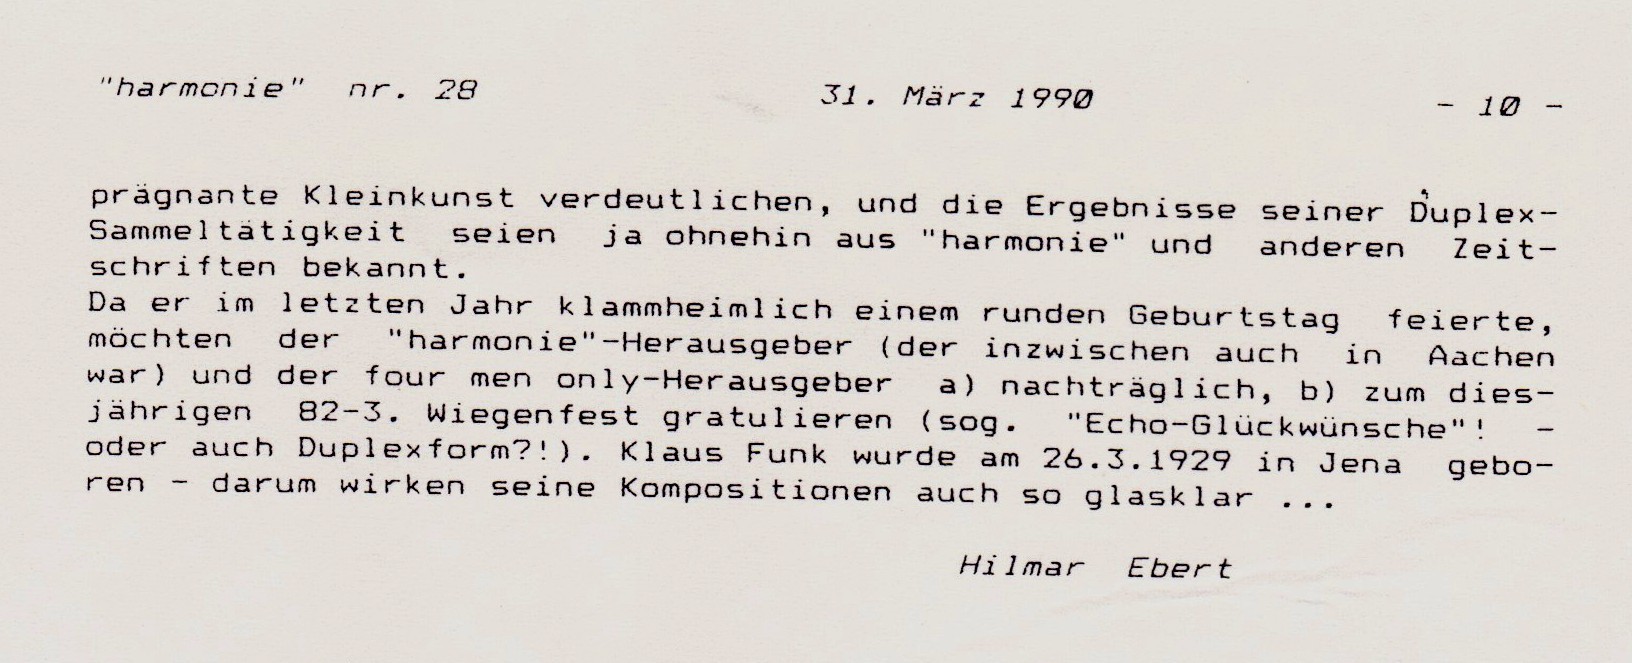 "harmonie" nr. 28 31. März 1990 - 10 -
prägnante Kleinkunst verdeutlichen, und die Ergebnisse seiner Duplex-
Sammeltätigkeit seien ja ohnehin aus "harmonie" und anderen Zeit-
schriften bekannt.
Da er im letzten Jahr klammheimlich einem runden Geburtstag feierte,
möchten der "harmonie"-Herausgeber (der inzwischen auch in Aachen
war) und der four men only-Herausgeber a) nachträglich, b) zum dies-
jährigen 82-3. Wiegenfest gratulieren (sog. "Echo-Glückwünsche"! -
oder auch Duplexform?!). Klaus Funk wurde am 26.3.1929 in Jena gebo-
ren - darum wirken seine Kompositionen auch so glasklar ...
Hilmar Ebert